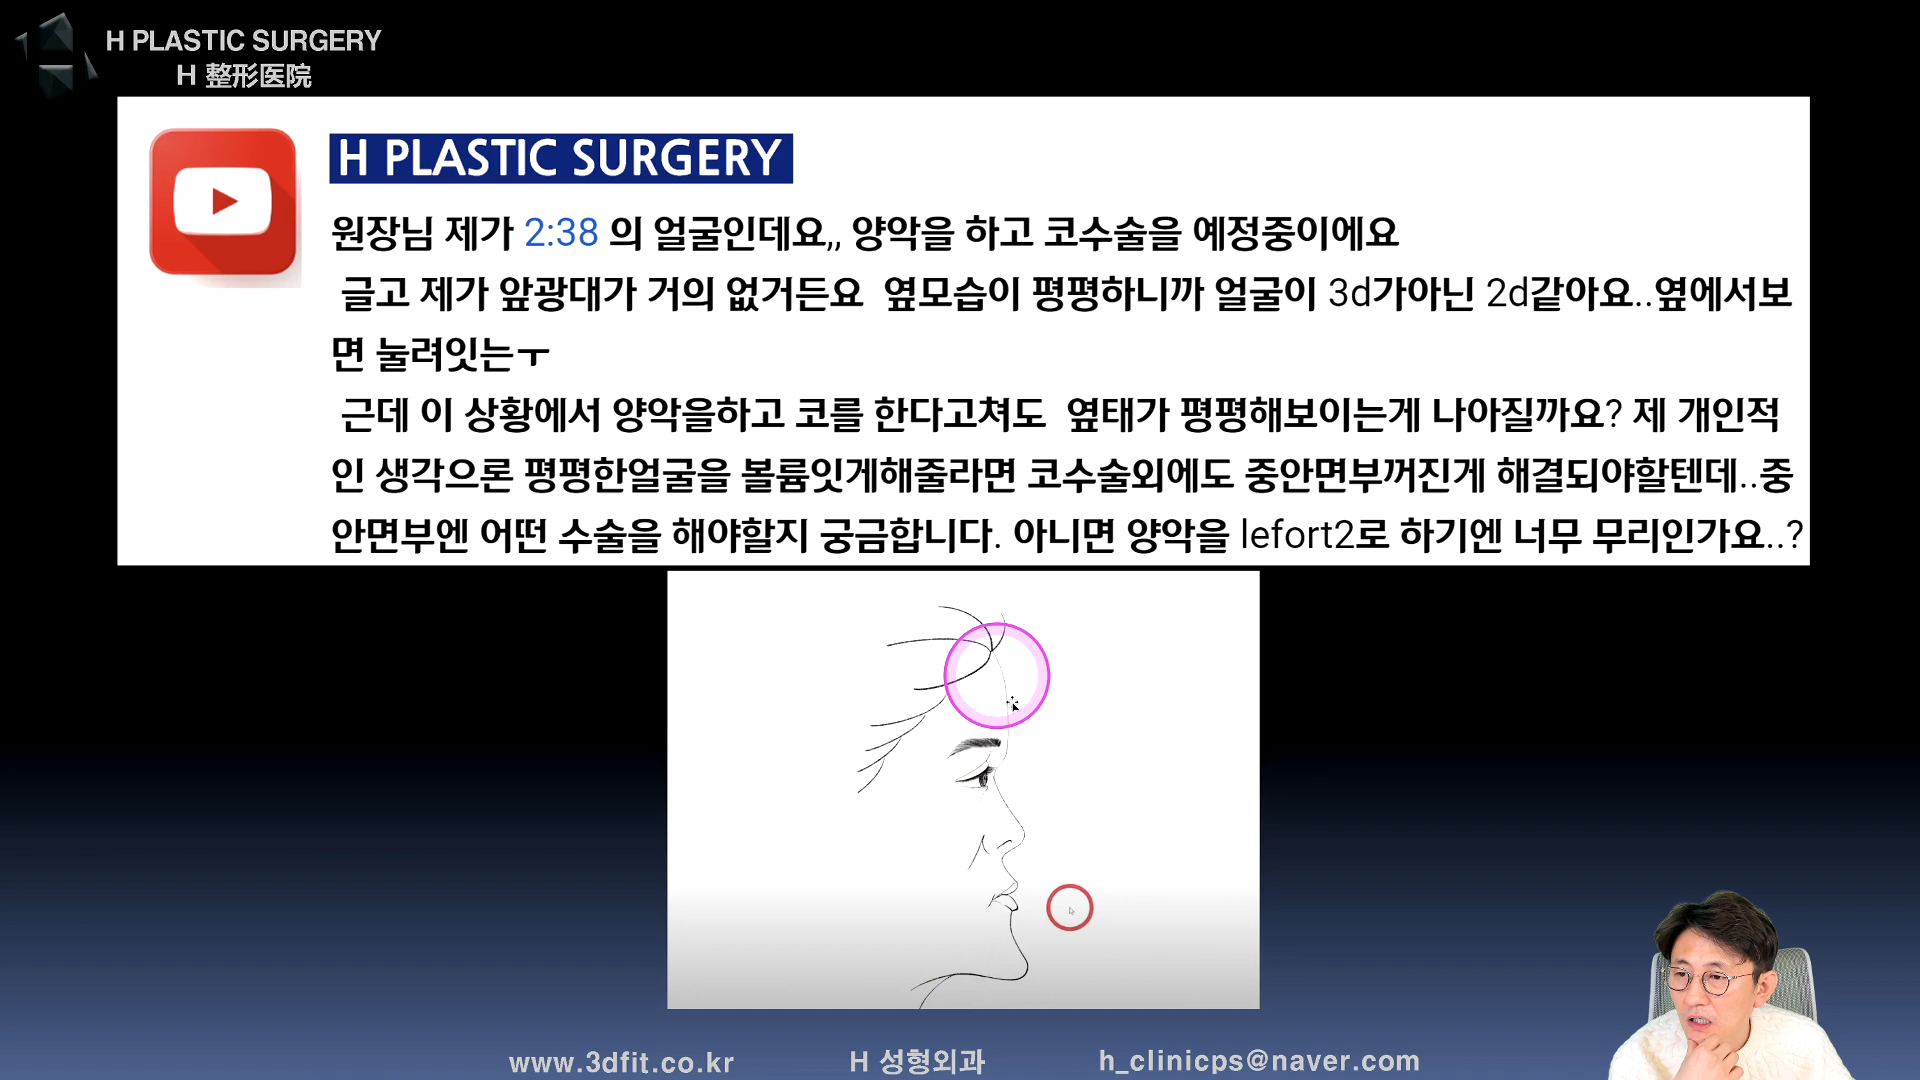 H PLASTIC SURGERY
H 整形医院
H PLASTIC SURGERY
원장님 제가 2:38 의 얼굴인데요,, 양악을 하고 코수술을 예정중이에요
글고 제가 앞광대가 거의 없거든요 옆모습이 평평하니까 얼굴이 3d가아닌 2d같아요..옆에서보
면 눌려잇는ㅜ
근데 이 상황에서 양악을하고 코를 한다고쳐도 옆태가 평평해보이는게 나아질까요? 제 개인적
인 생각으론 평평한얼굴을 볼륨잇게해줄라면 코수술외에도 중안면부꺼진게 해결되야할텐데..중
안면부엔 어떤 수술을 해야할지 궁금합니다. 아니면 양악을 lefort2로 하기엔 너무 무리인가요..?
www.3dfit.co.kr
H 성형외과
h_clinicps@naver.com